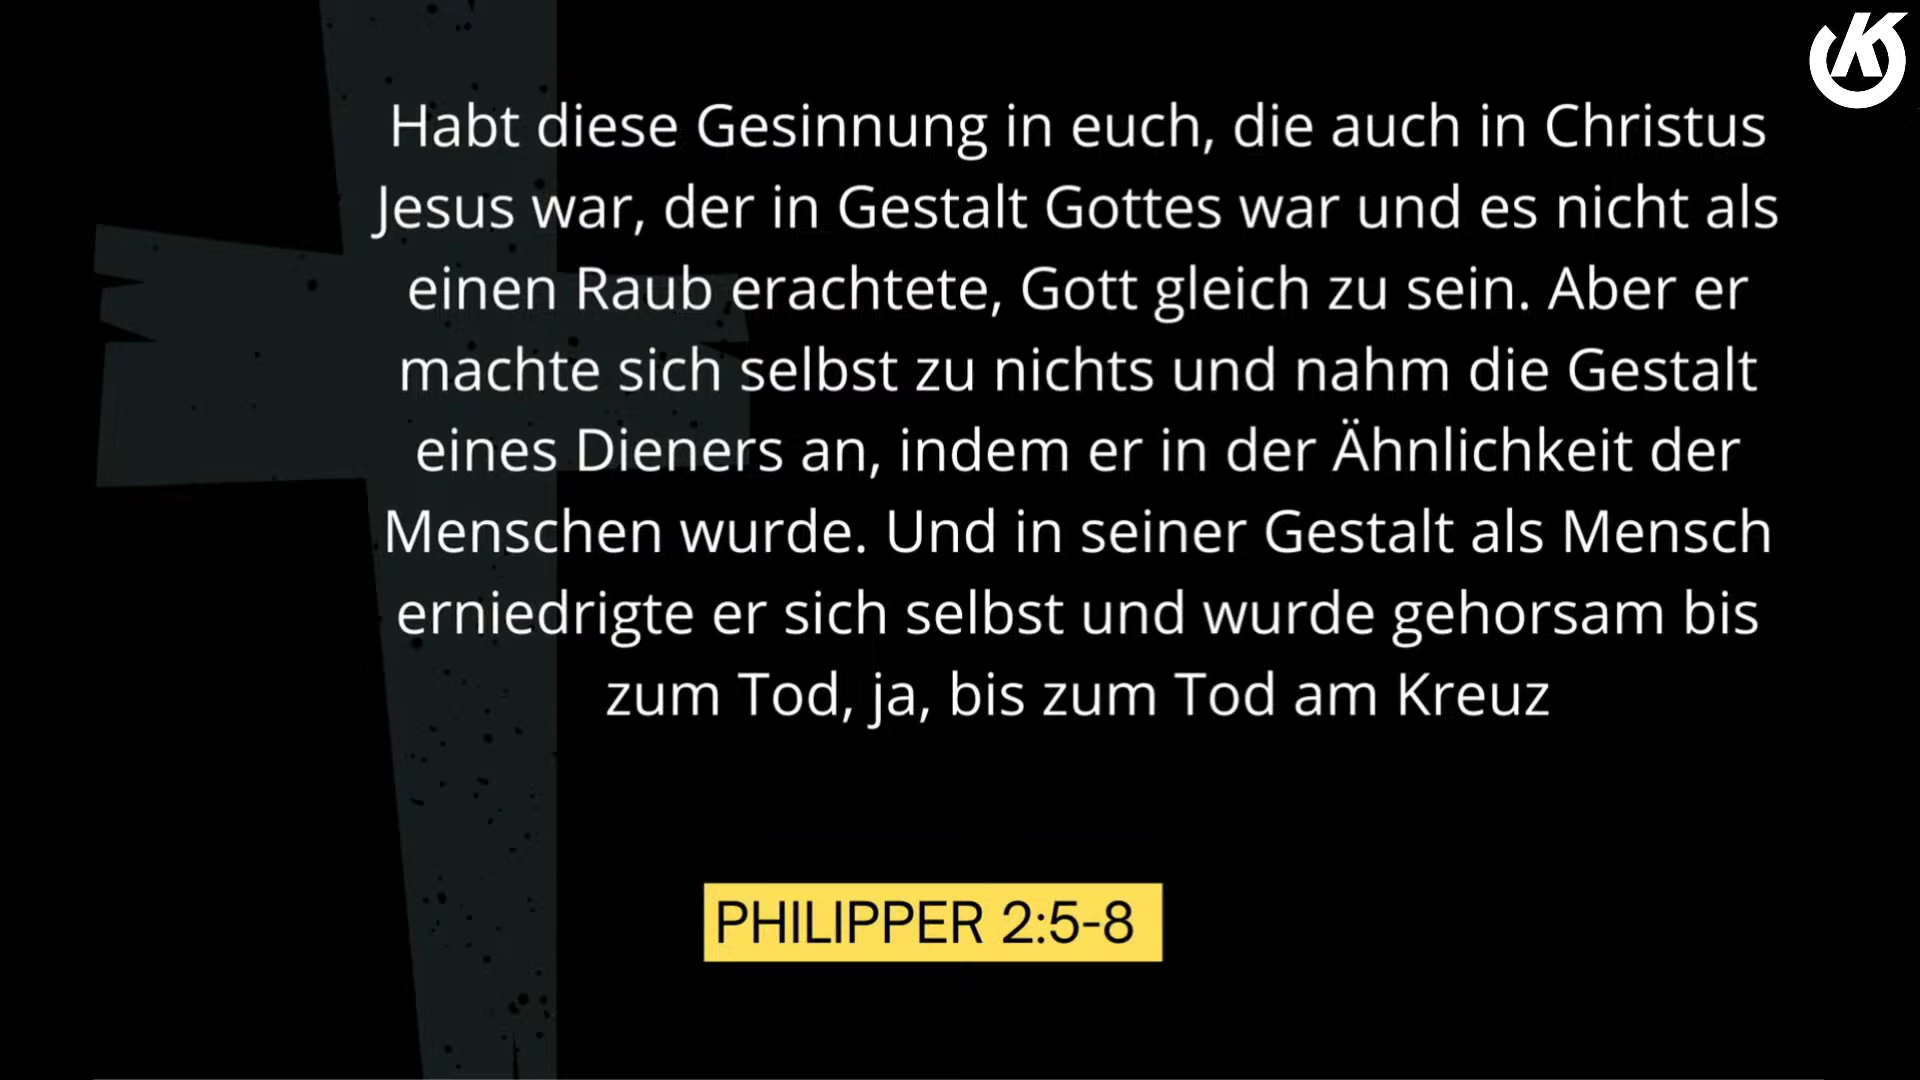 Habt diese Gesinnung in euch, die auch in Christus
Jesus war, der in Gestalt Gottes war und es nicht als
einen Raub erachtete, Gott gleich zu sein. Aber er
machte sich selbst zu nichts und nahm die Gestalt
eines Dieners an, indem er in der Ähnlichkeit der
Menschen wurde. Und in seiner Gestalt als Mensch
erniedrigte er sich selbst und wurde gehorsam bis
zum Tod, ja, bis zum Tod am Kreuz
PHILIPPER 2:5-8